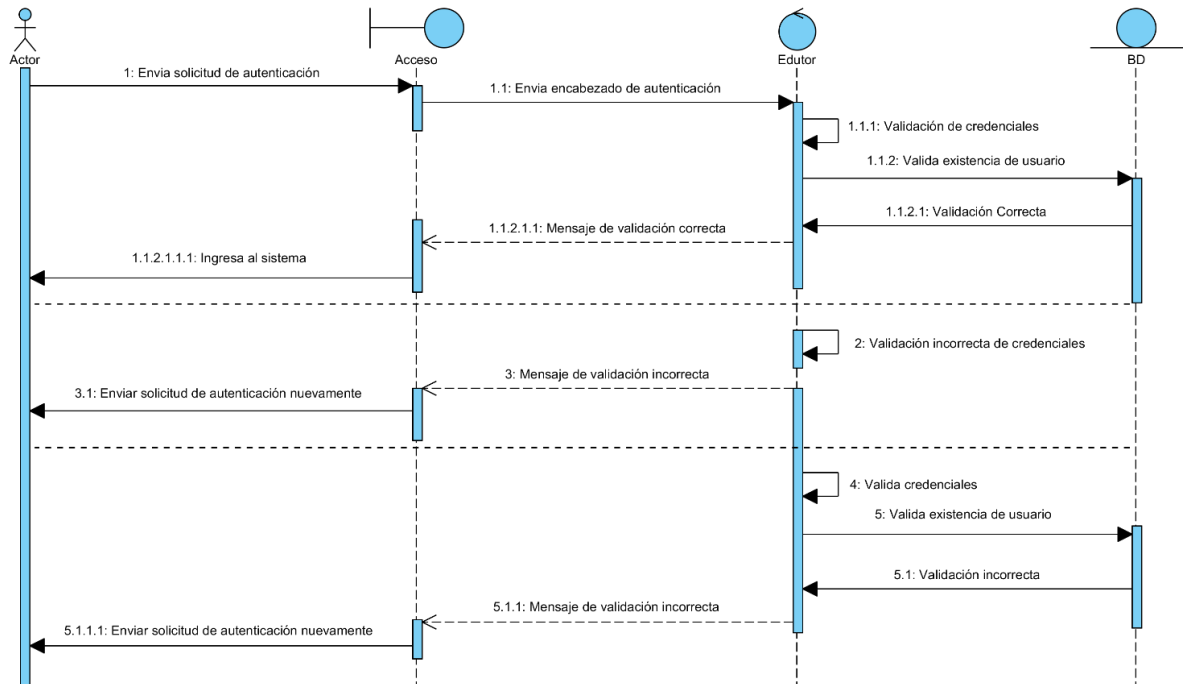 Actor
Acceso
Edutor
BD
1: Envia solicitud de autenticación
1.1: Envia encabezado de autenticación
1.1.1: Validación de credenciales
1.1.2: Valida existencia de usuario
1.1.2.1: Validación Correcta
1.1.2.1.1: Mensaje de validación correcta
1.1.2.1.1.1: Ingresa al sistema
2: Validación incorrecta de credenciales
3: Mensaje de validación incorrecta
3.1: Enviar solicitud de autenticación nuevamente
4: Valida credenciales
5: Valida existencia de usuario
5.1: Validación incorrecta
5.1.1: Mensaje de validación incorrecta
5.1.1.1: Enviar solicitud de autenticación nuevamente